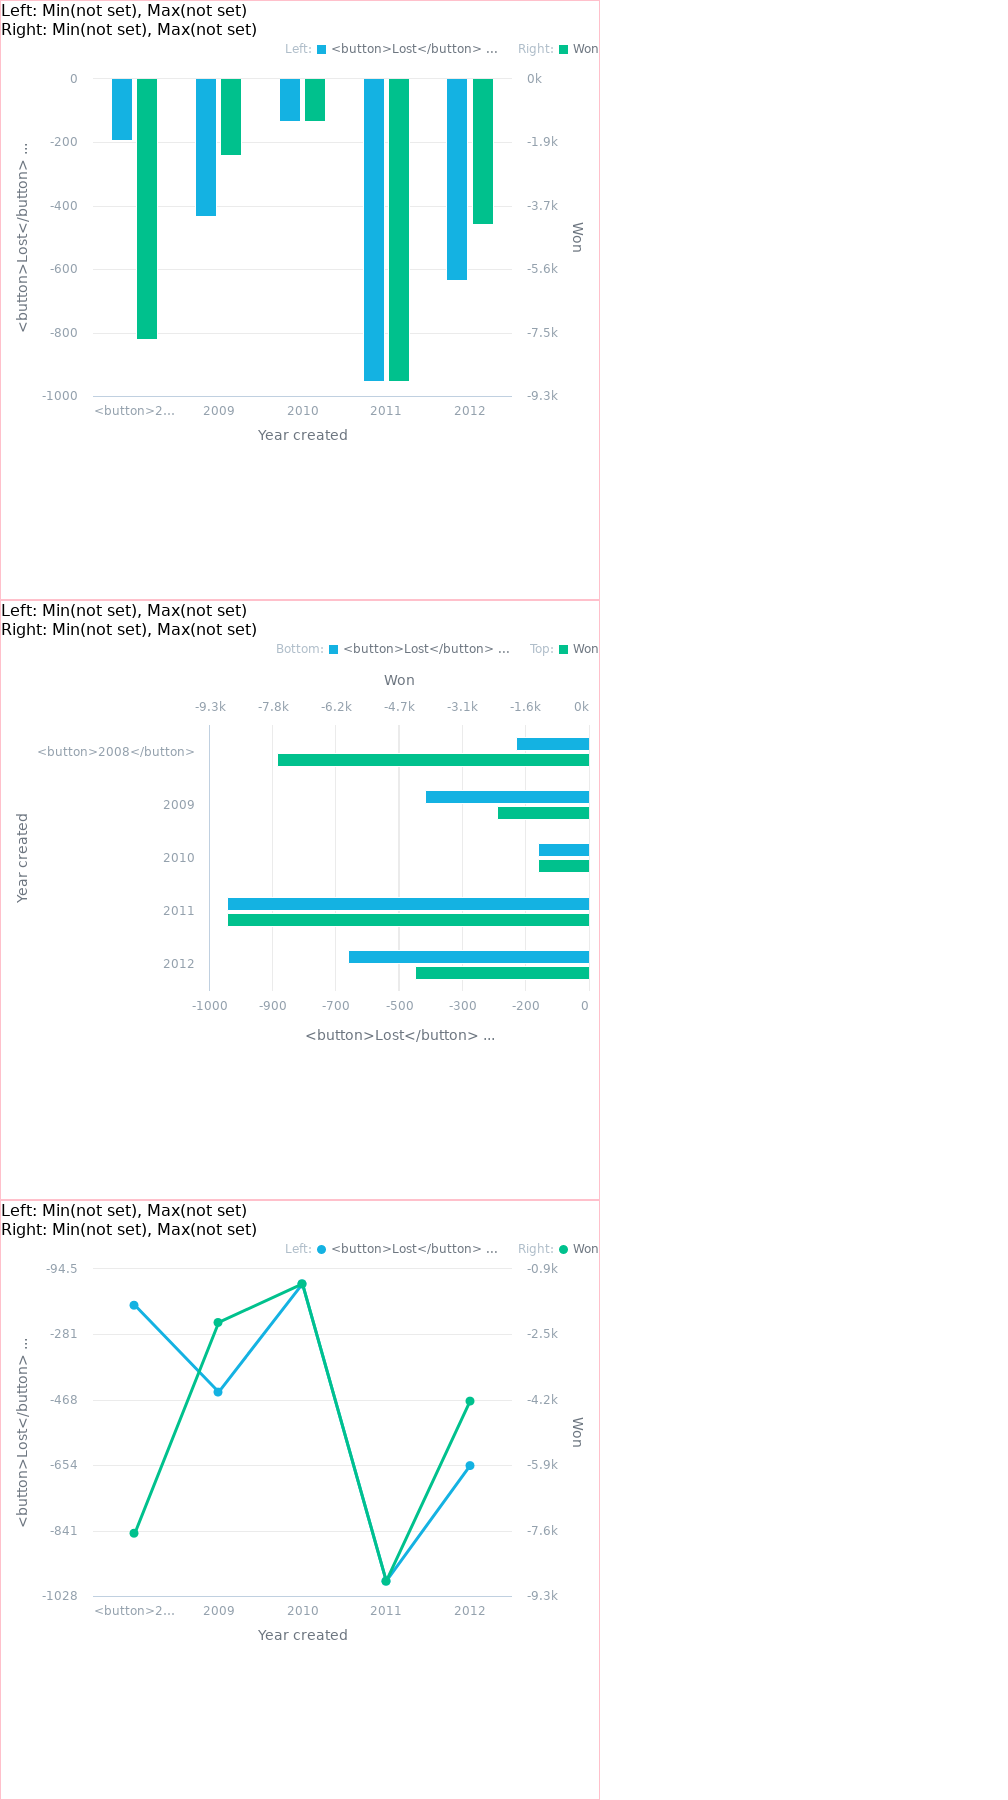 Left: Min(not set), Max(not set)
Right: Min(not set), Max(not set)
Left: <button>Lost</button> ... Right: Won
0 0k
-200 -1.9k
-400 -3.7k
-600 -5.6k
-800 -7.5k
-1000 -9.3k
<button>Lost</button> ...
Won
<button>2... 2009 2010 2011 2012
Year created
Left: Min(not set), Max(not set)
Right: Min(not set), Max(not set)
Bottom: <button>Lost</button> ... Top: Won
Won
-9.3k -7.8k -6.2k -4.7k -3.1k -1.6k 0k
<button>2008</button>
2009
2010
2011
2012
Year created
-1000 -900 -700 -500 -300 -200 0
<button>Lost</button> ...
Left: Min(not set), Max(not set)
Right: Min(not set), Max(not set)
Left: <button>Lost</button> ... Right: Won
-94.5 -0.9k
-281 -2.5k
-468 -4.2k
-654 -5.9k
-841 -7.6k
-1028 -9.3k
<button>Lost</button> ...
Won
<button>2... 2009 2010 2011 2012
Year created